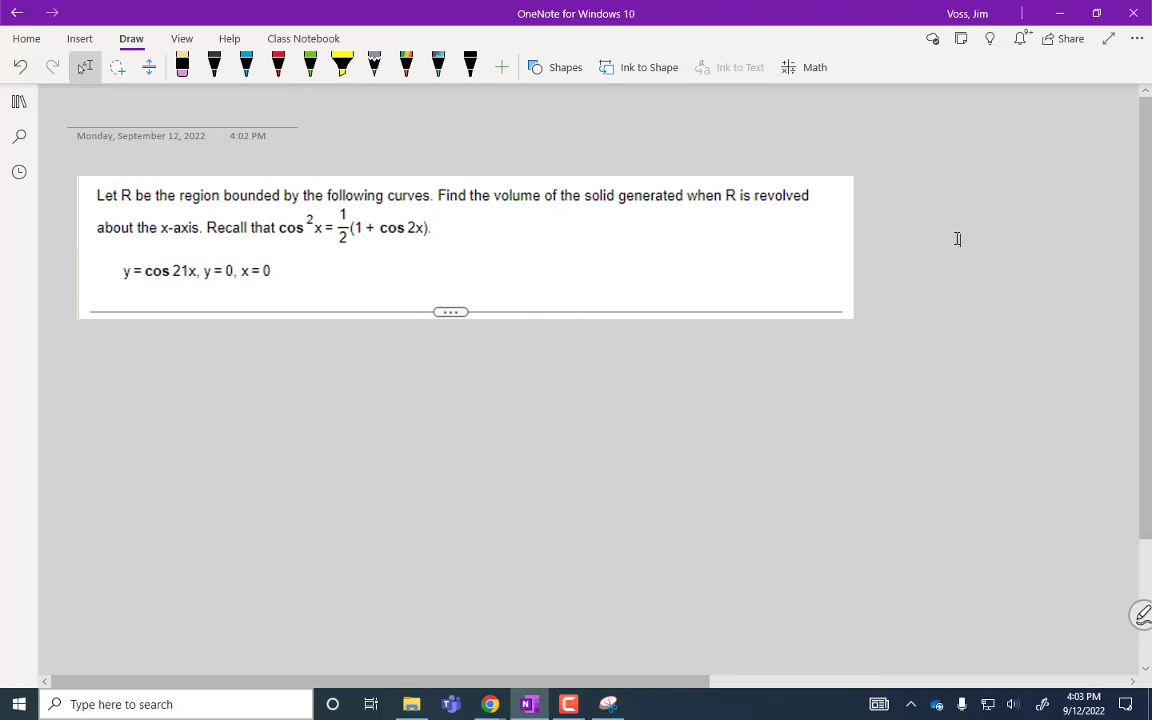 OneNote for Windows 10
Voss, Jim
Home Insert Draw View Help Class Notebook
Share
Shapes Ink to Shape Ink to Text Math
Monday, September 12, 2022 4:02 PM
Let R be the region bounded by the following curves. Find the volume of the solid generated when R is revolved
about the x-axis. Recall that cos²x = 1/2 (1 + cos 2x).
y = cos 21x, y = 0, x = 0
Type here to search
4:03 PM
9/12/2022